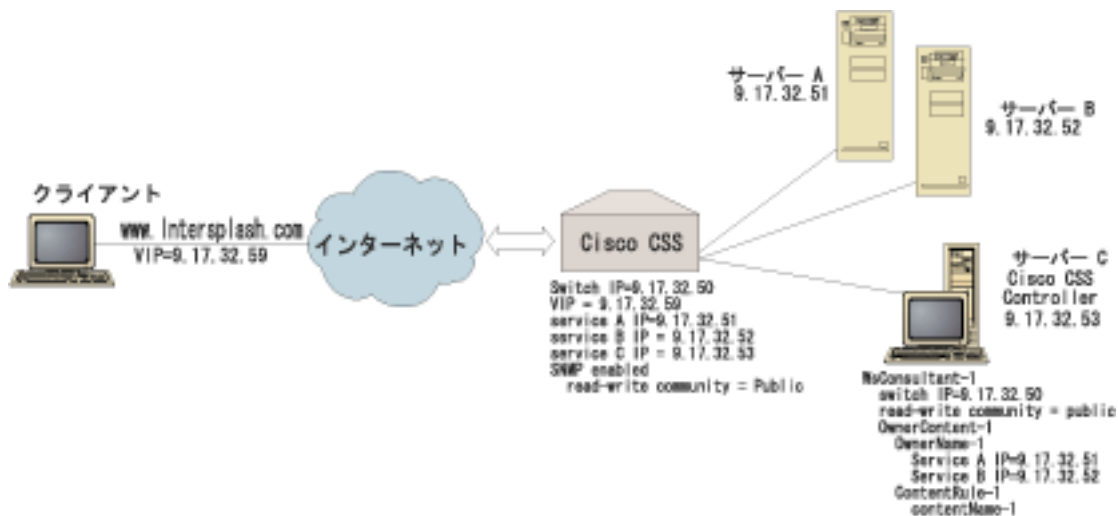 クライアント
www.Intersplash.com
VIP=9.17.32.59
インターネット
Cisco CSS
Switch IP=9.17.32.50
VIP = 9.17.32.59
service A IP=9.17.32.51
service B IP = 9.17.32.52
service C IP = 9.17.32.53
SNMP enabled
read-write community = Public
サーバー A
9.17.32.51
サーバー B
9.17.32.52
サーバー C
Cisco CSS
Controller
9.17.32.53
NsConsultant-1
switch IP=9.17.32.50
read-write community = public
OwnerContent-1
OwnerName-1
Service A IP=9.17.32.51
Service B IP=9.17.32.52
ContentRule-1
contentName-1